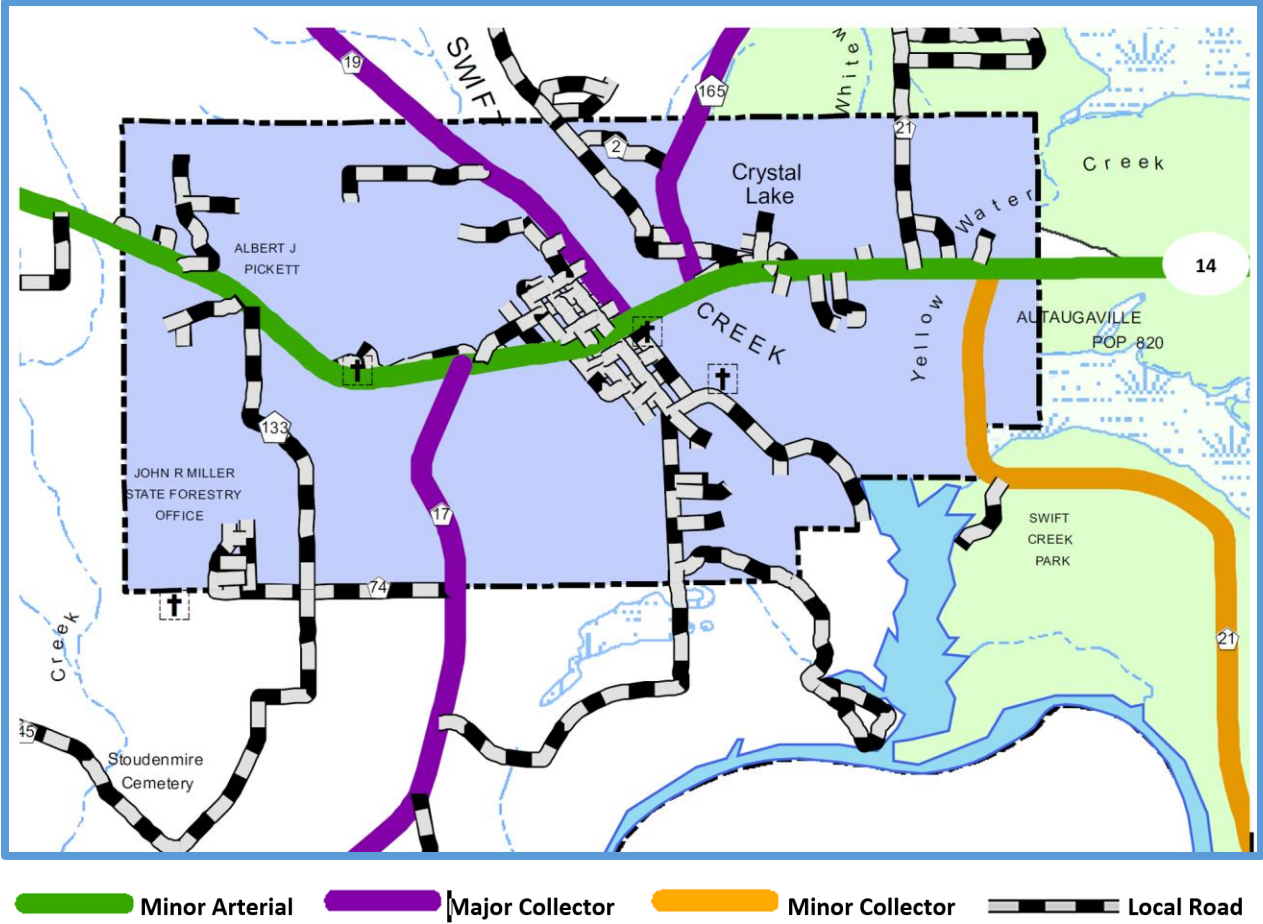 19
SWIFT
165
White
21
2
Crystal
Lake
Creek
Water
ALBERT J
PICKETT
14
CREEK
Yellow
AUTAUGAVILLE
POP 820
133
JOHN R MILLER
STATE FORESTRY
OFFICE
17
SWIFT
CREEK
PARK
74
Creek
21
45
Stoudenmire
Cemetery
Minor Arterial
Major Collector
Minor Collector
Local Road